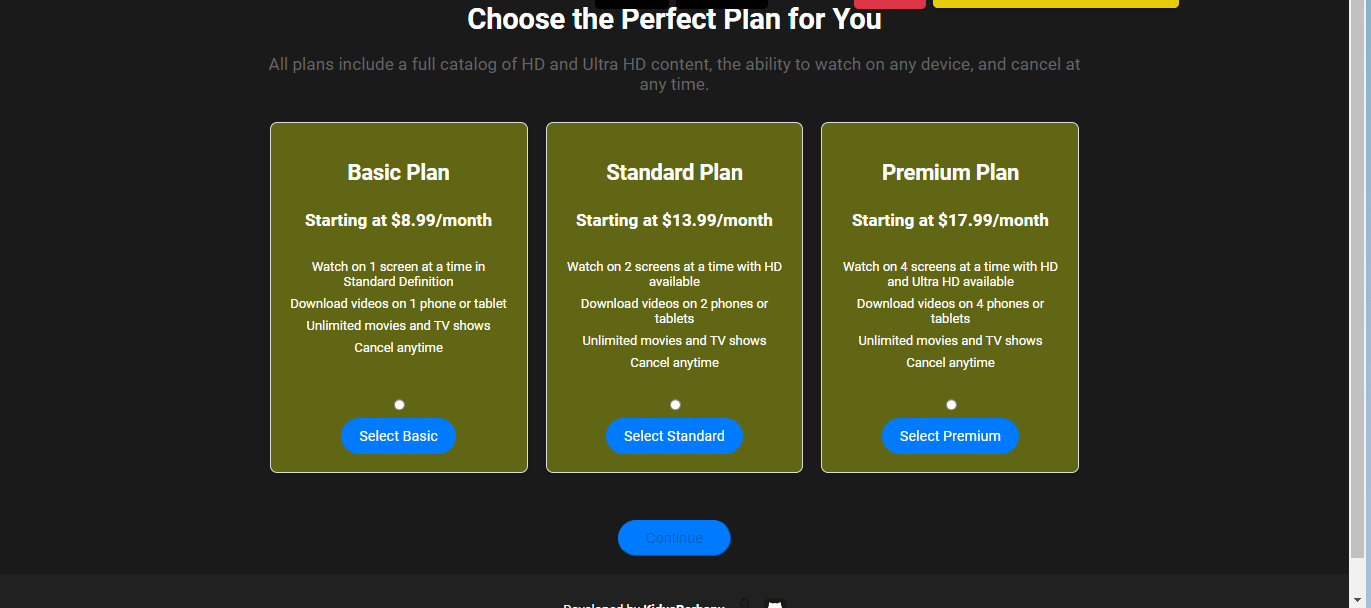 Choose the Perfect Plan for You
All plans include a full catalog of HD and Ultra HD content, the ability to watch on any device, and cancel at
any time.
Basic Plan
Starting at $8.99/month
Watch on 1 screen at a time in
Standard Definition
Download videos on 1 phone or tablet
Unlimited movies and TV shows
Cancel anytime
Select Basic
Standard Plan
Starting at $13.99/month
Watch on 2 screens at a time with HD
available
Download videos on 2 phones or
tablets
Unlimited movies and TV shows
Cancel anytime
Select Standard
Premium Plan
Starting at $17.99/month
Watch on 4 screens at a time with HD
and Ultra HD available
Download videos on 4 phones or
tablets
Unlimited movies and TV shows
Cancel anytime
Select Premium
Continue
Developed by